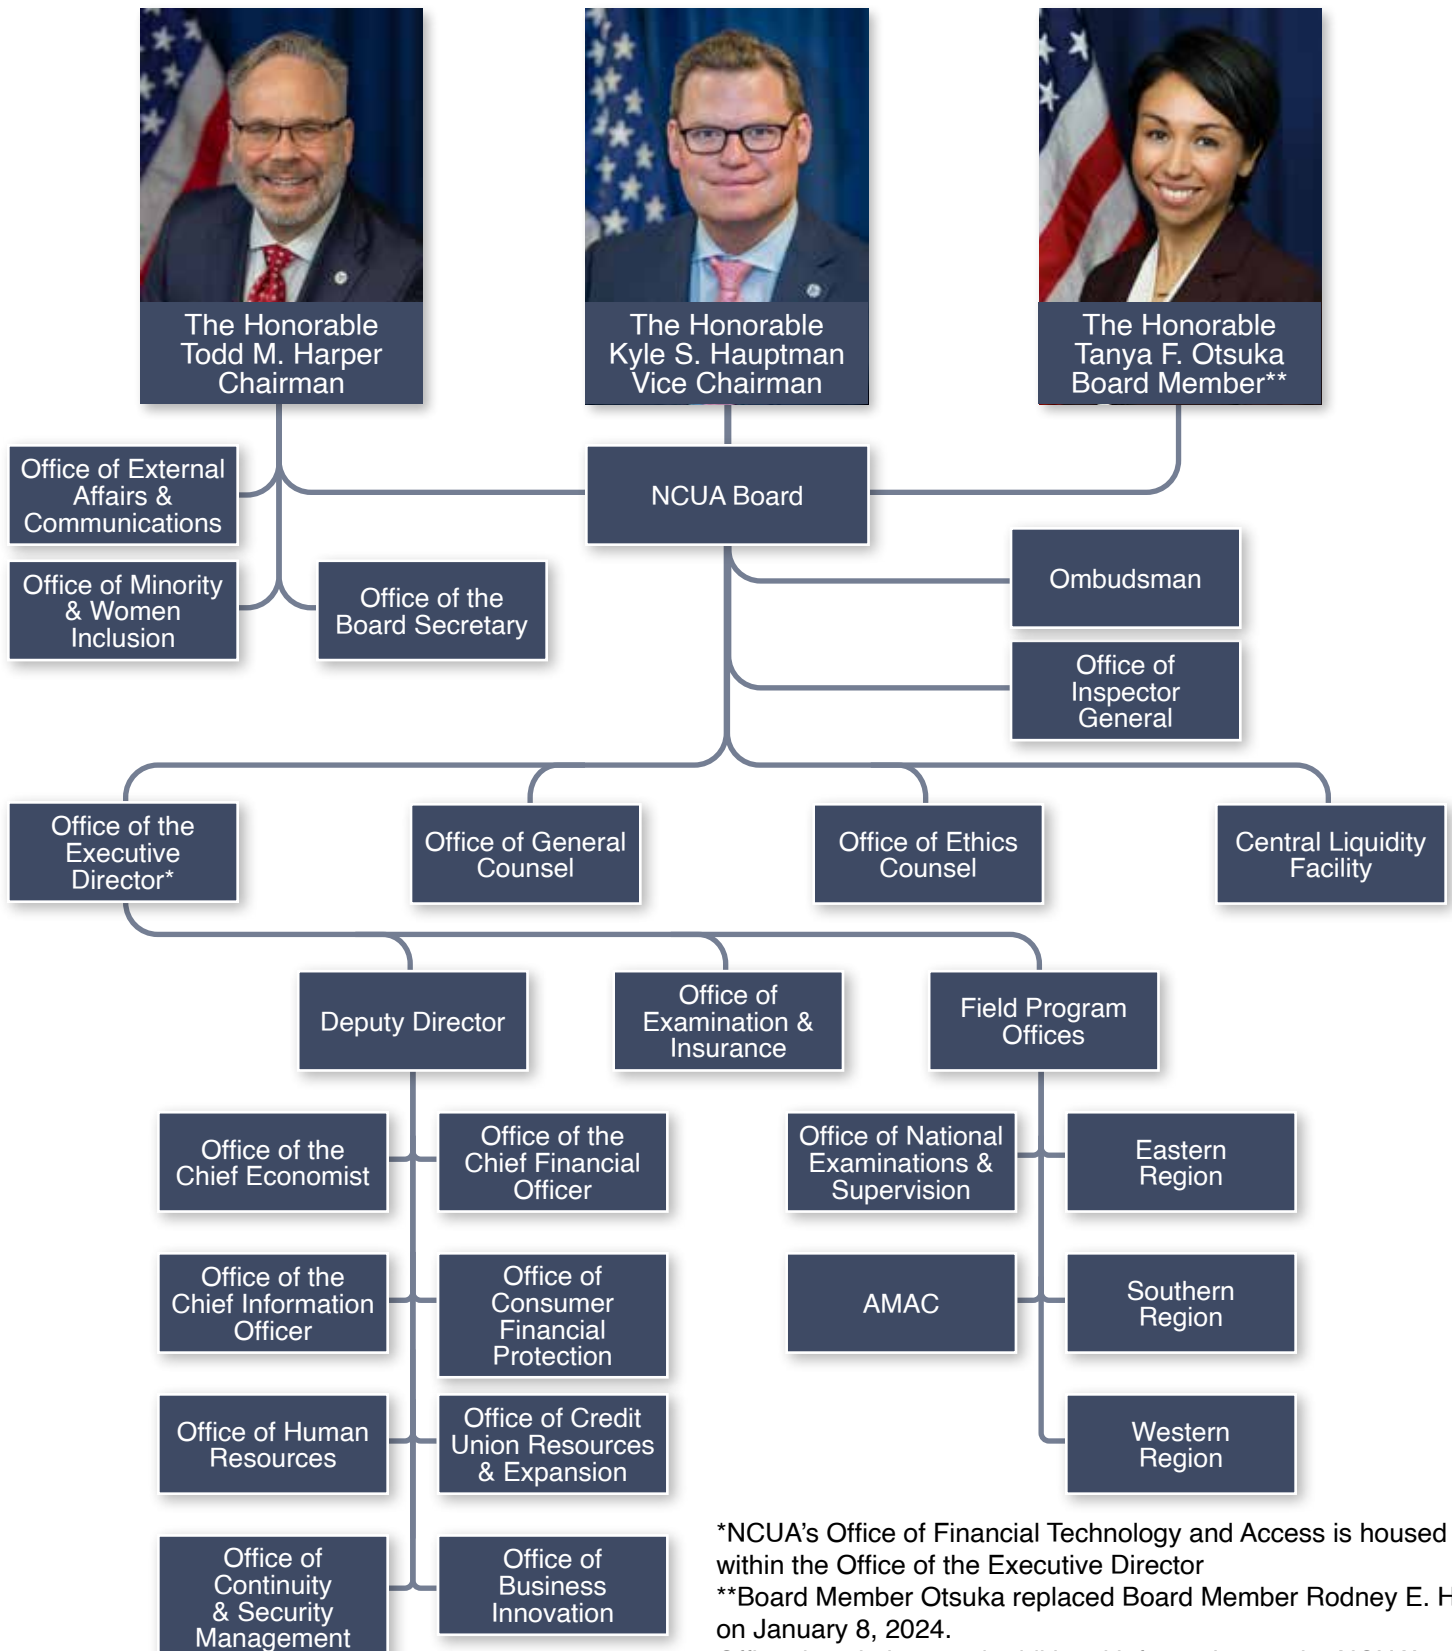 The Honorable
Todd M. Harper
Chairman
The Honorable
Kyle S. Hauptman
Vice Chairman
The Honorable
Tanya F. Otsuka
Board Member**
Office of External
Affairs &
Communications
NCUA Board
Office of Minority
& Women
Inclusion
Office of the
Board Secretary
Ombudsman
Office of
Inspector
General
Office of the
Executive
Director*
Office of General
Counsel
Office of Ethics
Counsel
Central Liquidity
Facility
Deputy Director
Office of
Examination &
Insurance
Field Program
Offices
Office of the
Chief Economist
Office of the
Chief Financial
Officer
Office of National
Examinations &
Supervision
Eastern
Region
Office of the
Chief Information
Officer
Office of
Consumer
Financial
Protection
AMAC
Southern
Region
Office of Human
Resources
Office of Credit
Union Resources
& Expansion
Western
Region
Office of
Continuity
& Security
Management
Office of
Business
Innovation
*NCUA's Office of Financial Technology and Access is housed
within the Office of the Executive Director
**Board Member Otsuka replaced Board Member Rodney E.
on January 8, 2024.